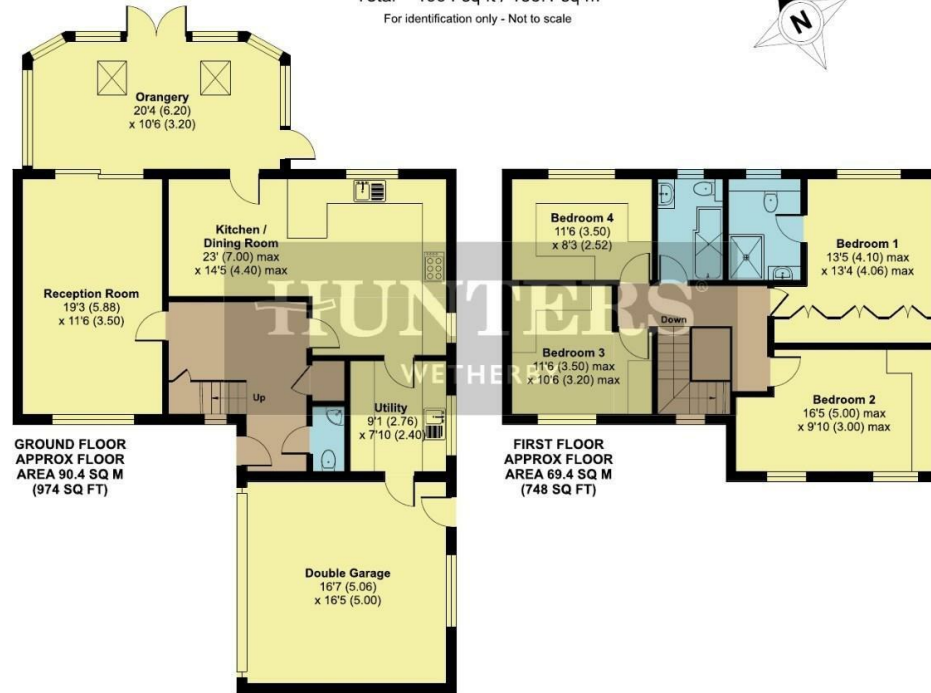 For identification only - Not to scale
N
Orangery
20'4 (6.20)
x 10'6 (3.20)
Kitchen /
Dining Room
23' (7.00) max
x 14'5 (4.40) max
Reception Room
19'3 (5.88)
x 11'6 (3.50)
Up
Utility
9'1 (2.76)
x 7'10 (2.40)
GROUND FLOOR
APPROX FLOOR
AREA 90.4 SQ M
(974 SQ FT)
Double Garage
16'7 (5.06)
x 16'5 (5.00)
Bedroom 4
11'6 (3.50)
x 8'3 (2.52)
Bedroom 1
13'5 (4.10) max
x 13'4 (4.06) max
Down
Bedroom 3
11'6 (3.50) max
x 10'6 (3.20) max
Bedroom 2
16'5 (5.00) max
x 9'10 (3.00) max
FIRST FLOOR
APPROX FLOOR
AREA 69.4 SQ M
(748 SQ FT)
HUNTERS®
WETHERBY